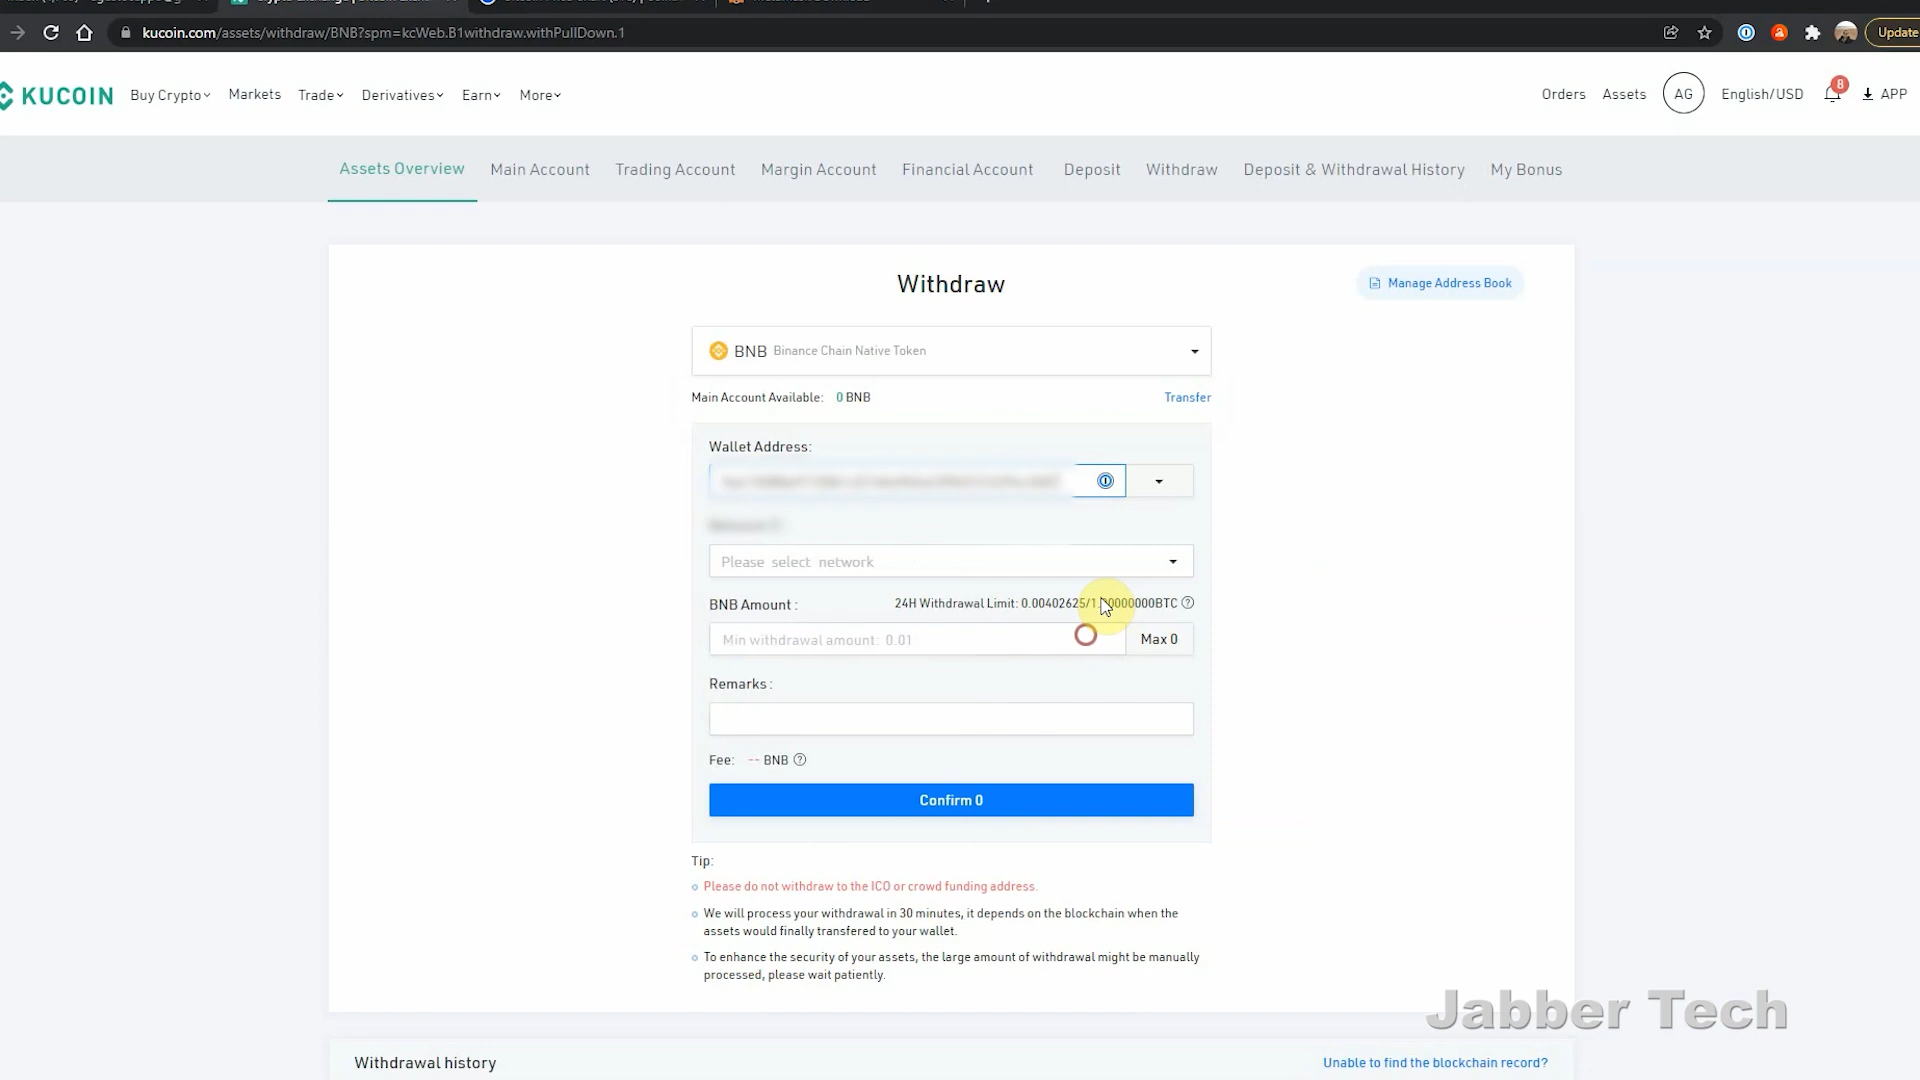 kucoin.com/assets/withdraw/BNB?spm=kcWeb.B1withdraw.withPullDown.1
Update
KUCOIN Buy Crypto Markets Trade Derivatives Earn More Orders Assets AG English/USD 8 APP
Assets Overview Main Account Trading Account Margin Account Financial Account Deposit Withdraw Deposit & Withdrawal History My Bonus
Withdraw
Manage Address Book
BNB Binance Chain Native Token
Main Account Available: 0 BNB Transfer
Wallet Address:
Please select network
BNB Amount : 24H Withdrawal Limit: 0.00402625/1.00000000BTC
Min withdrawal amount: 0.01 Max 0
Remarks :
Fee: -- BNB
Confirm 0
Tip:
Please do not withdraw to the ICO or crowd funding address.
We will process your withdrawal in 30 minutes, it depends on the blockchain when the
assets would finally transfered to your wallet.
To enhance the security of your assets, the large amount of withdrawal might be manually
processed, please wait patiently.
Jabber Tech
Withdrawal history Unable to find the blockchain record?